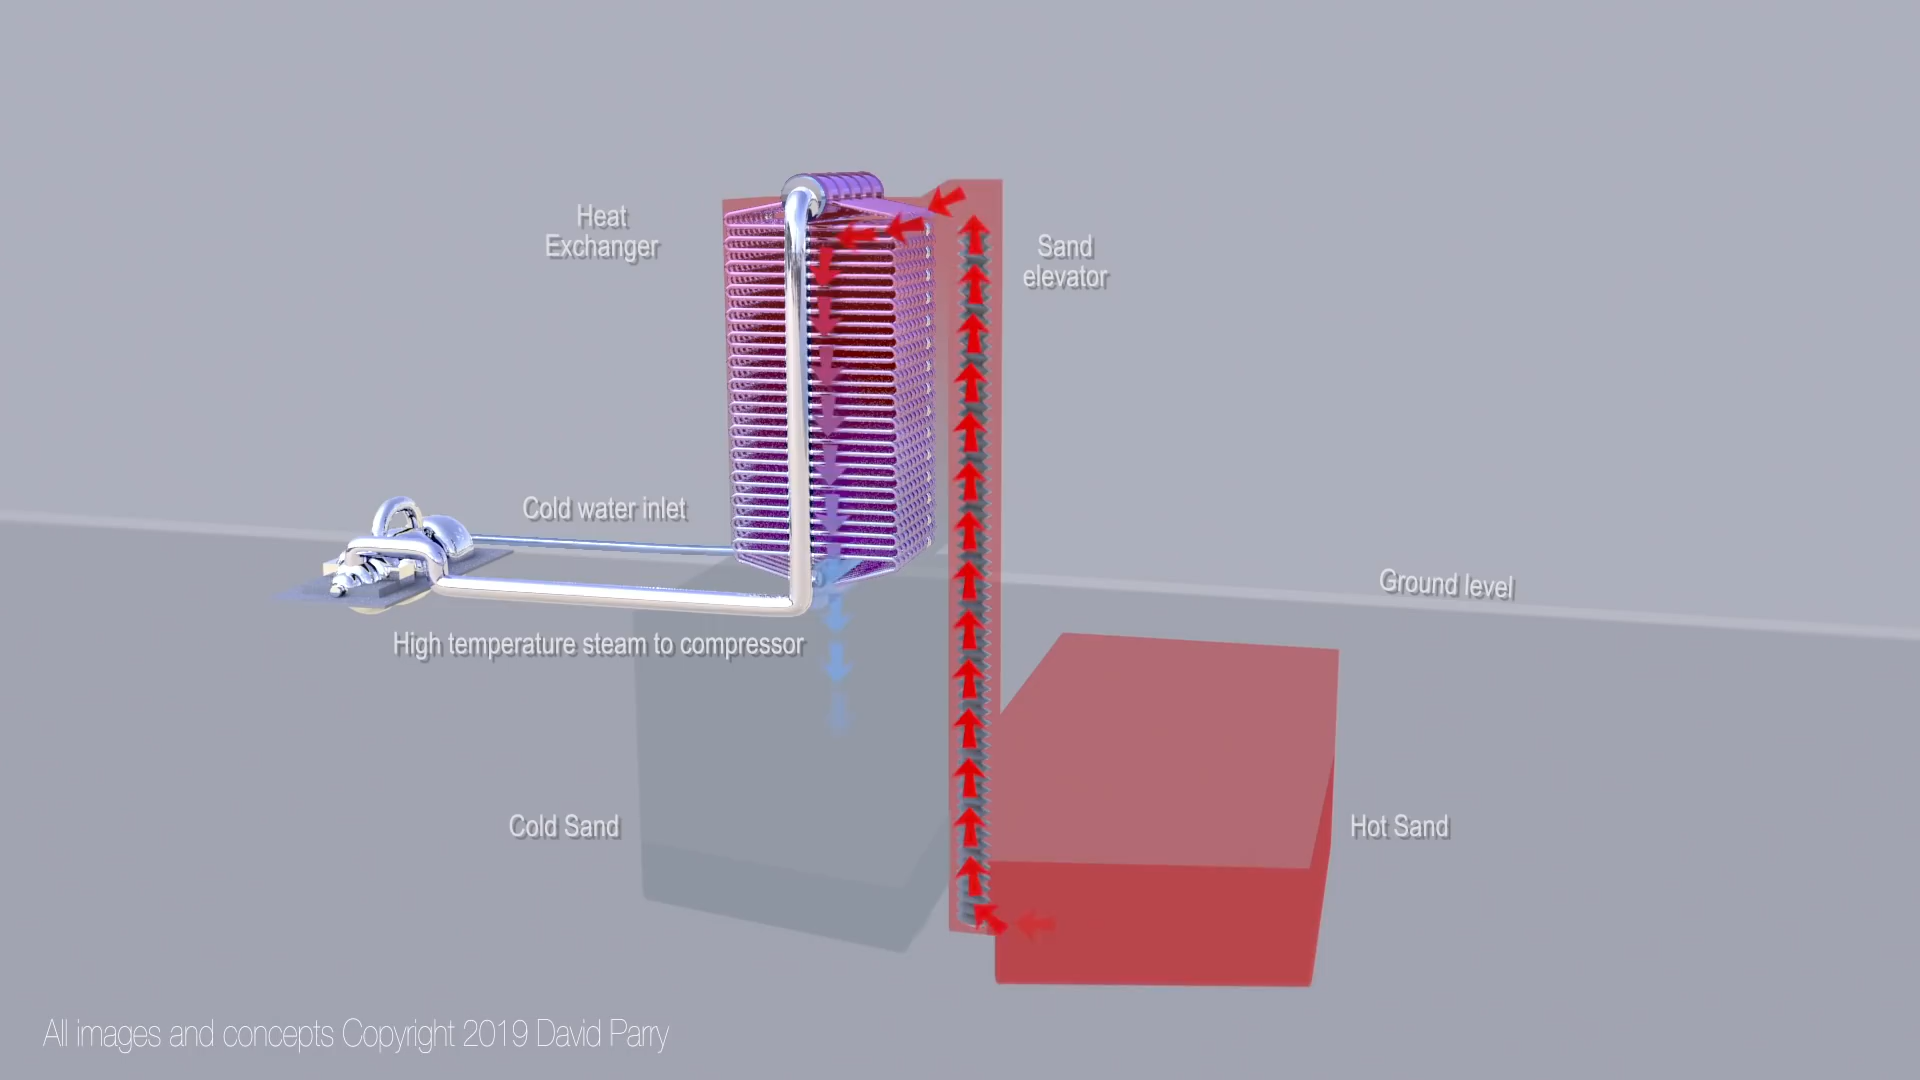 Heat
Exchanger
Sand
elevator
Cold water inlet
Ground level
High temperature steam to compressor
Cold Sand
Hot Sand
All images and concepts Copyright 2019 David Parry